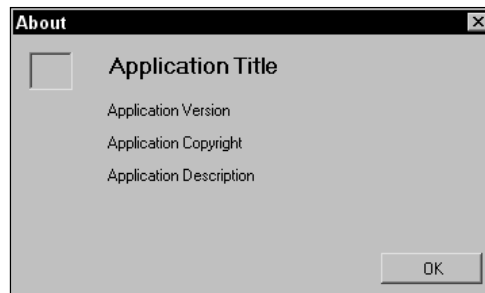 About
Application Title
Application Version
Application Copyright
Application Description
OK